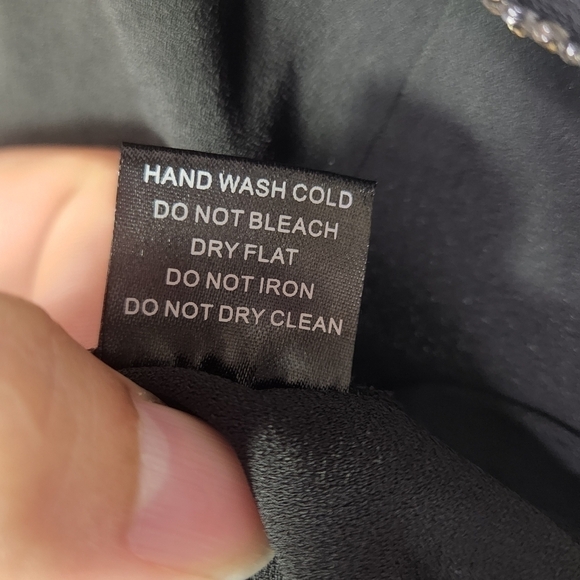 HAND WASH COLD
DO NOT BLEACH
DRY FLAT
DO NOT IRON
DO NOT DRY CLEAN